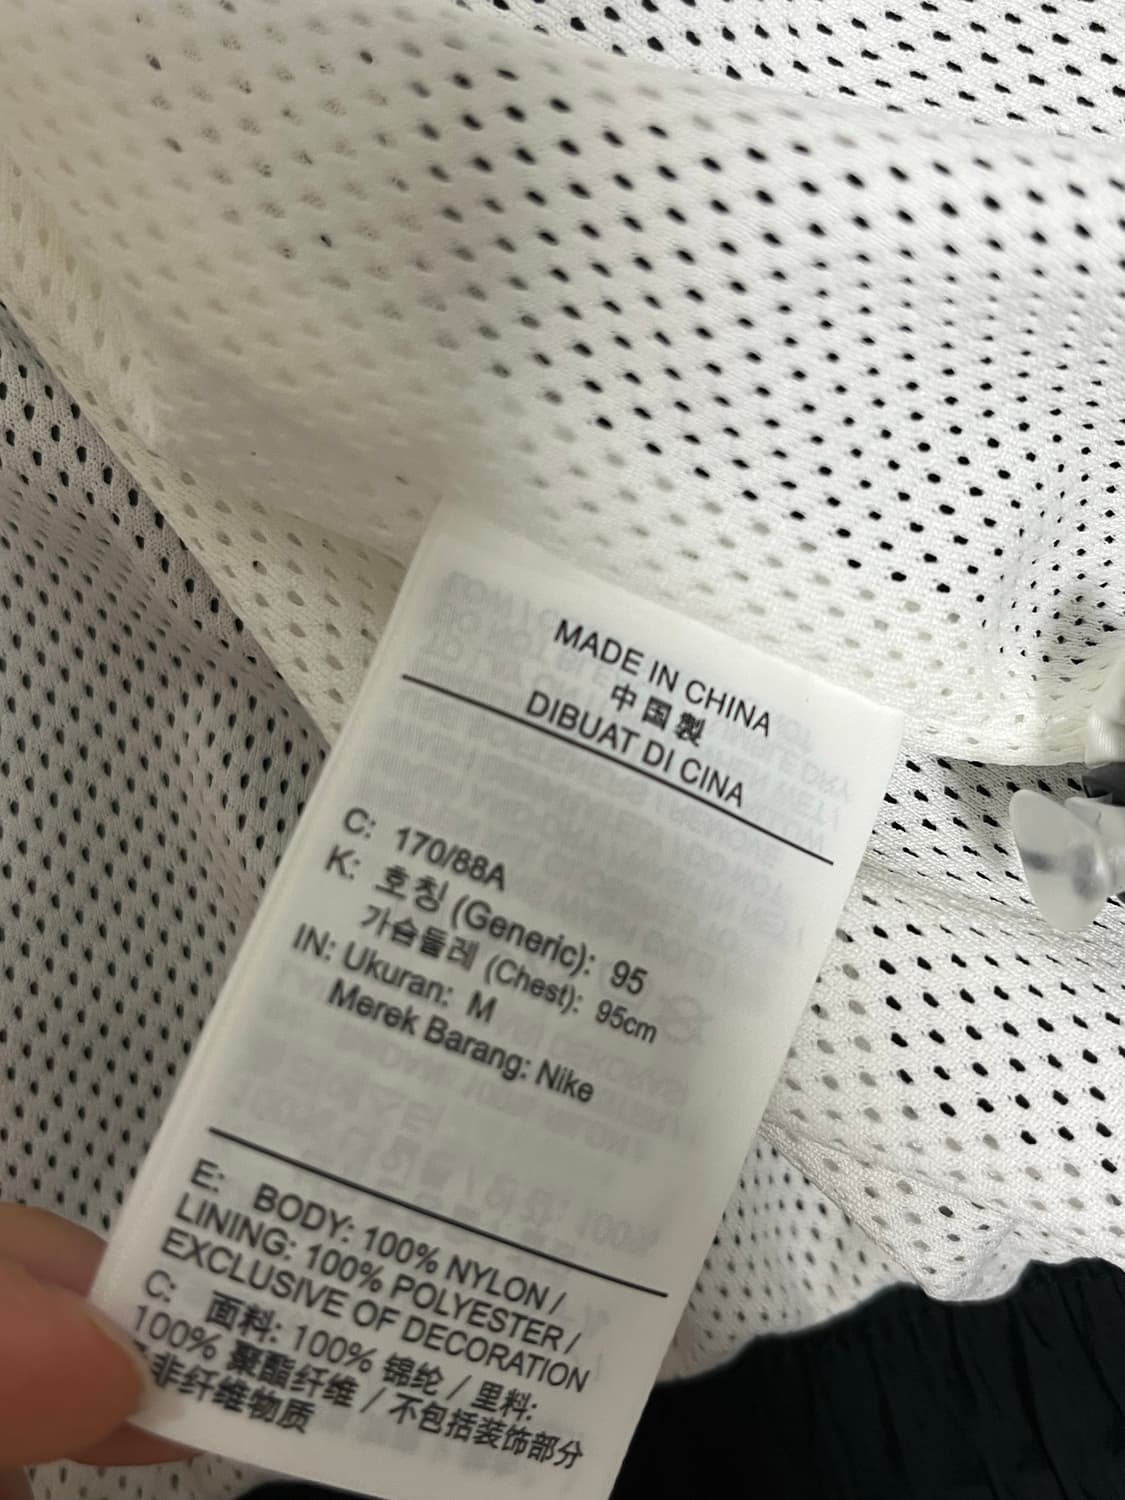 MADE IN CHINA
中国製
DIBUAT DI CINA
C: 170/88A
K: 호칭 (Generic): 95
가슴둘레 (Chest): 95cm
IN: Ukuran: M
Merek Barang: Nike
E: BODY: 100% NYLON /
LINING: 100% POLYESTER /
EXCLUSIVE OF DECORATION
C: 面料: 100% 锦纶 / 里料:
100% 聚酯纤维 / 不包括装饰部分
非纤维物质